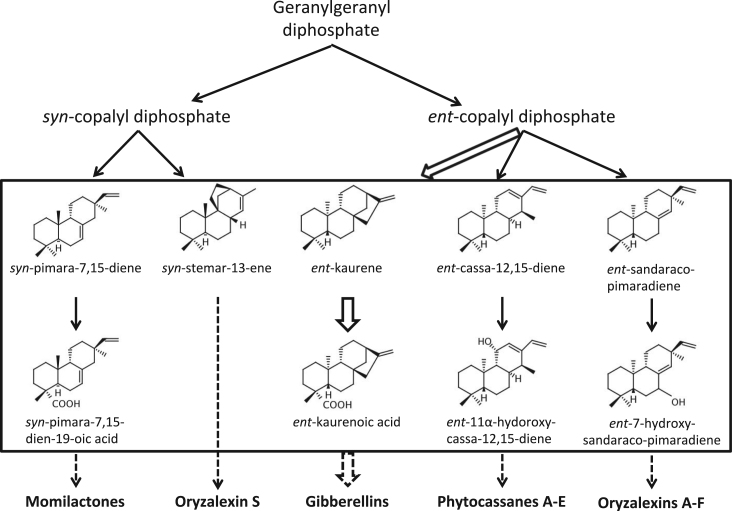 Geranylgeranyl
diphosphate
syn-copalyl diphosphate
ent-copalyl diphosphate
H
H
H
H
H
syn-pimara-7,15-diene
syn-stemar-13-ene
ent-kaurene
ent-cassa-12,15-diene
ent-sandaraco-
pimaradiene
HO
H
H
H
H
COOH
COOH
OH
syn-pimara-7,15-
dien-19-oic acid
ent-kaurenoic acid
ent-11α-hydoroxy-
cassa-12,15-diene
ent-7-hydroxy-
sandaraco-pimaradiene
Momilactones
Oryzalexin S
Gibberellins
Phytocassanes A-E
Oryzalexins A-F